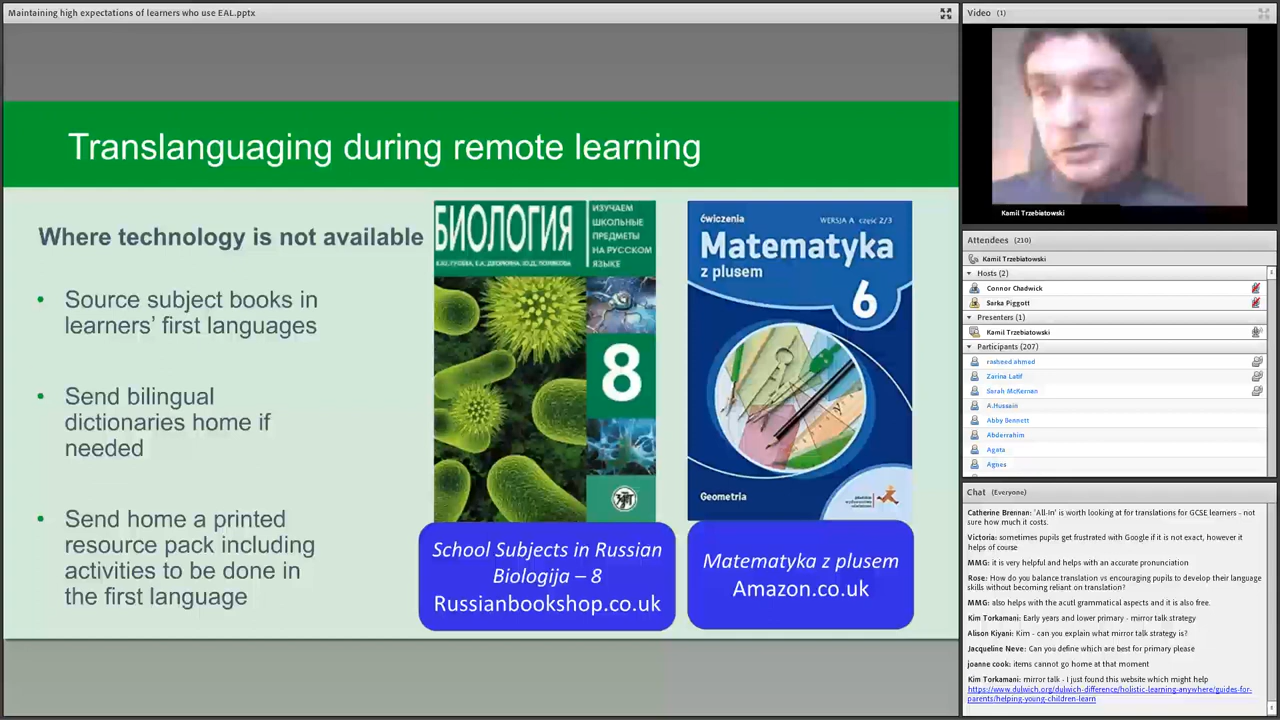 Maintaining high expectations of learners who use EAL.pptx
Translanguaging during remote learning
Where technology is not available
• Source subject books in
learners’ first languages
• Send bilingual
dictionaries home if
needed
• Send home a printed
resource pack including
activities to be done in
the first language
БИОЛОГИЯ
ИЗУЧАЕМ
ШКОЛЬНЫЕ
ПРЕДМЕТЫ
НА РУССКОМ
ЯЗЫКЕ
8
School Subjects in Russian
Biologija – 8
Russianbookshop.co.uk
ćwiczenia
WERSJA A część 2/3
Matematyka
z plusem
6
Geometria
Matematyka z plusem
Amazon.co.uk
Video (1)
Kamil Trzebiatowski
Attendees (210)
Kamil Trzebiatowski
Hosts (2)
Connor Chadwick
Sarka Piggott
Presenters (1)
Kamil Trzebiatowski
Participants (207)
rasheed ahmed
Zarina Latif
Sarah McKernan
A.Hussain
Abby Bennett
Abderrahim
Agata
Agnes
Chat (Everyone)
Catherine Brennan: 'All-In' is worth looking at for translations for GCSE learners - not
sure how much it costs.
Victoria: sometimes pupils get frustrated with Google if it is not exact, however it
helps of course
MMG: it is very helpful and helps with an accurate pronunciation
Rose: How do you balance translation vs encouraging pupils to develop their language
skills without becoming reliant on translation?
MMG: also helps with the acutl grammatical aspects and it is also free.
Kim Torkamani: Early years and lower primary - mirror talk strategy
Alison Kiyani: Kim - can you explain what mirror talk strategy is?
Jacqueline Neve: Can you define which are best for primary please
joanne cook: items cannot go home at that moment
Kim Torkamani: mirror talk - I just found this website which might help
https://www.dulwich.org/dulwich-difference/holistic-learning-anywhere/guides-for-
parents/helping-young-children-learn